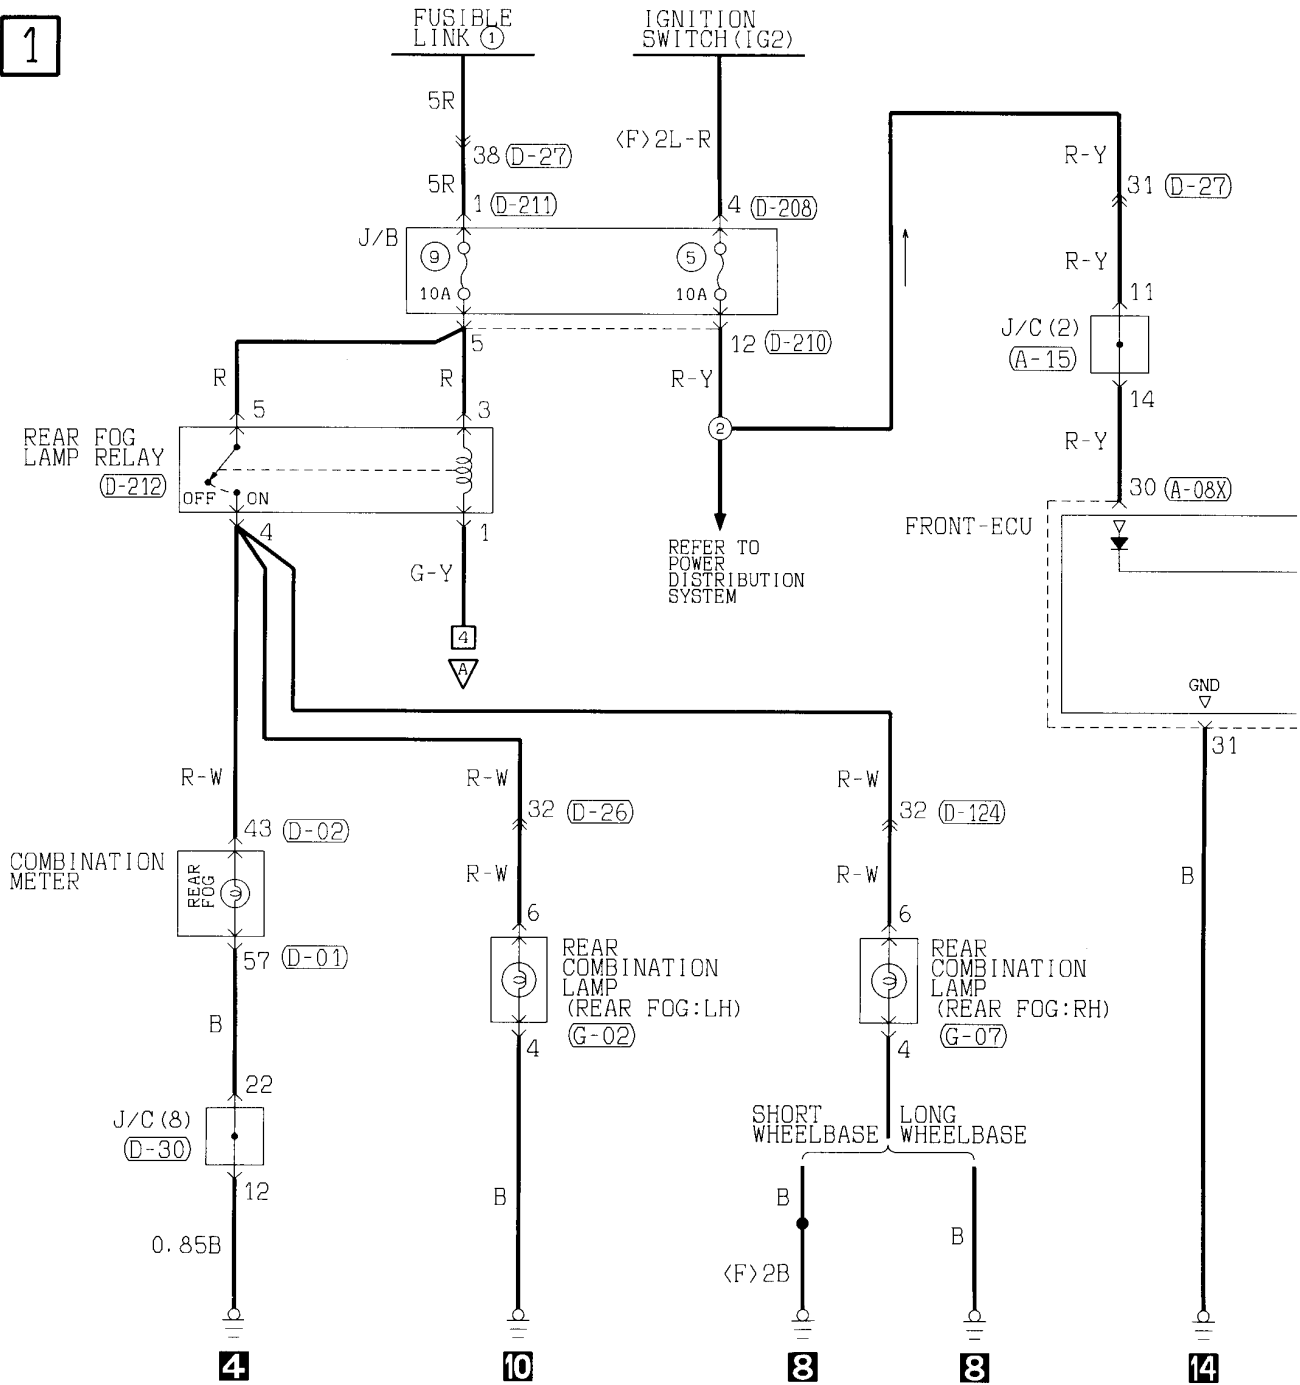 1
FUSIBLE
LINK ①
IGNITION
SWITCH(IG2)
5R
<F>2L-R
R-Y
38 (D-27)
31 (D-27)
5R
1 (D-211)
4 (D-208)
J/B
9
5
R-Y
10A
10A
11
J/C(2)
(A-15)
5
12 (D-210)
R
R
R-Y
14
5
3
2
R-Y
REAR FOG
LAMP RELAY
(D-212)
OFF
ON
30 (A-08X)
4
1
FRONT-ECU
G-Y
REFER TO
POWER
DISTRIBUTION
SYSTEM
4
A
GND
31
R-W
R-W
R-W
43 (D-02)
32 (D-26)
32 (D-124)
COMBINATION
METER
REAR
FOG
R-W
R-W
B
6
6
57 (D-01)
REAR
COMBINATION
LAMP
(REAR FOG:LH)
(G-02)
REAR
COMBINATION
LAMP
(REAR FOG:RH)
(G-07)
B
4
4
22
J/C(8)
(D-30)
SHORT
WHEELBASE
LONG
WHEELBASE
12
B
B
B
0.85B
<F>2B
4
10
8
8
14